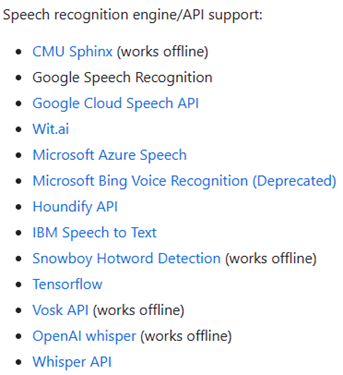 Speech recognition engine/API support:
• CMU Sphinx (works offline)
• Google Speech Recognition
• Google Cloud Speech API
• Wit.ai
• Microsoft Azure Speech
• Microsoft Bing Voice Recognition (Deprecated)
• Houndify API
• IBM Speech to Text
• Snowboy Hotword Detection (works offline)
• Tensorflow
• Vosk API (works offline)
• OpenAI whisper (works offline)
• Whisper API